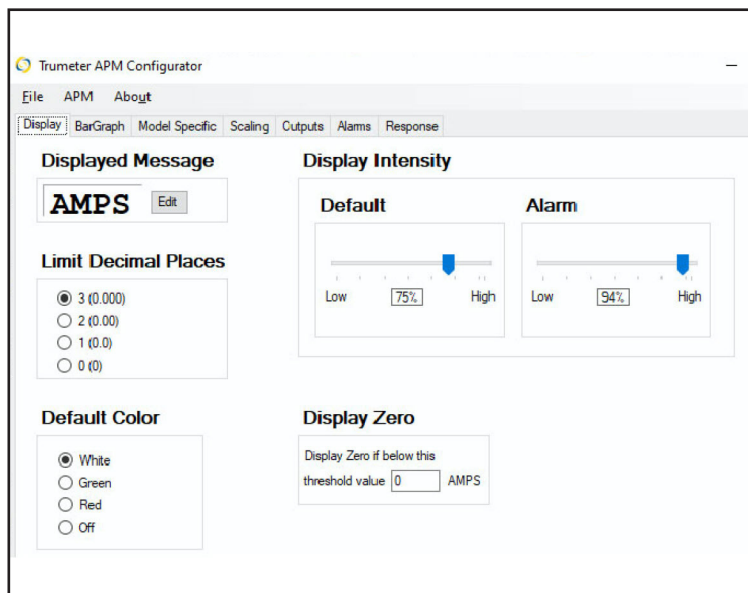 Trumeter APM Configurator
File APM About
Display BarGraph Model Specific Scaling Cutputs Alarms Response
Displayed Message
AMPS Edit
Limit Decimal Places
3 (0.000)
2 (0.00)
1 (0.0)
0 (0)
Default Color
White
Green
Red
Off
Display Intensity
Default
Low 75% High
Alarm
Low 94% High
Display Zero
Display Zero if below this
threshold value 0 AMPS